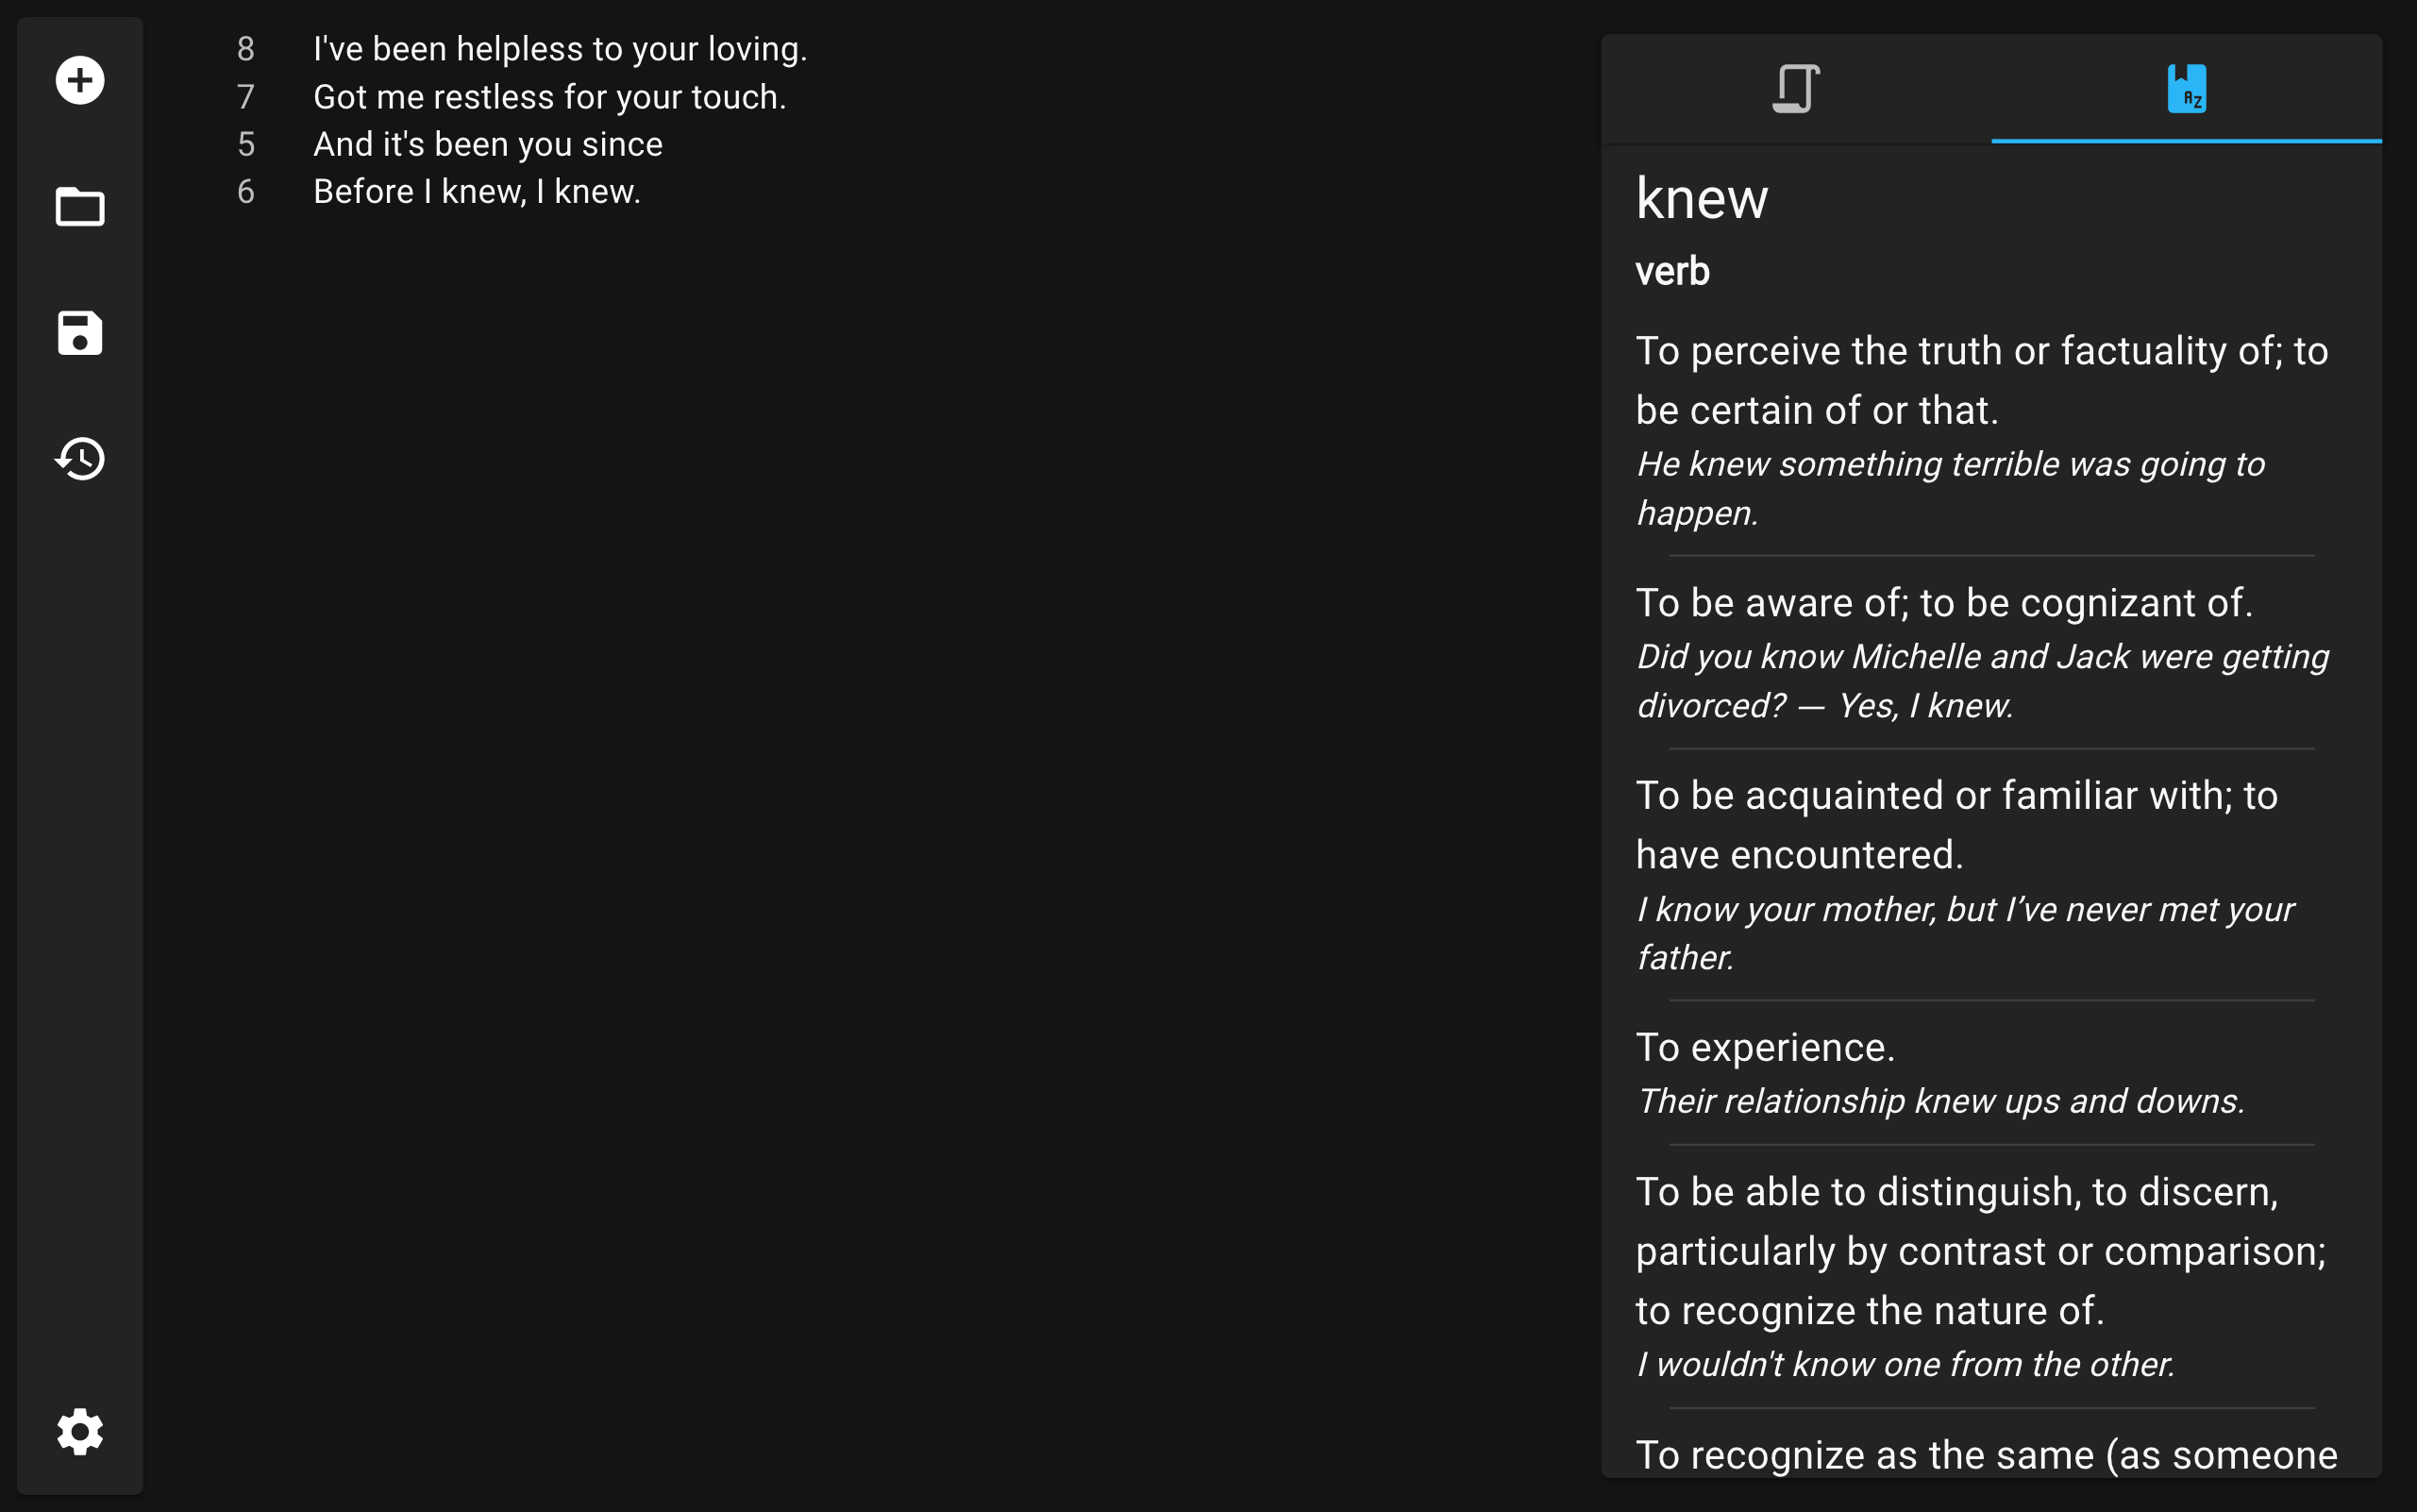 8 I've been helpless to your loving.
7 Got me restless for your touch.
5 And it's been you since
6 Before I knew, I knew.
AZ
knew
verb
To perceive the truth or factuality of; to
be certain of or that.
He knew something terrible was going to
happen.
To be aware of; to be cognizant of.
Did you know Michelle and Jack were getting
divorced? — Yes, I knew.
To be acquainted or familiar with; to
have encountered.
I know your mother, but I’ve never met your
father.
To experience.
Their relationship knew ups and downs.
To be able to distinguish, to discern,
particularly by contrast or comparison;
to recognize the nature of.
I wouldn't know one from the other.
To recognize as the same (as someone